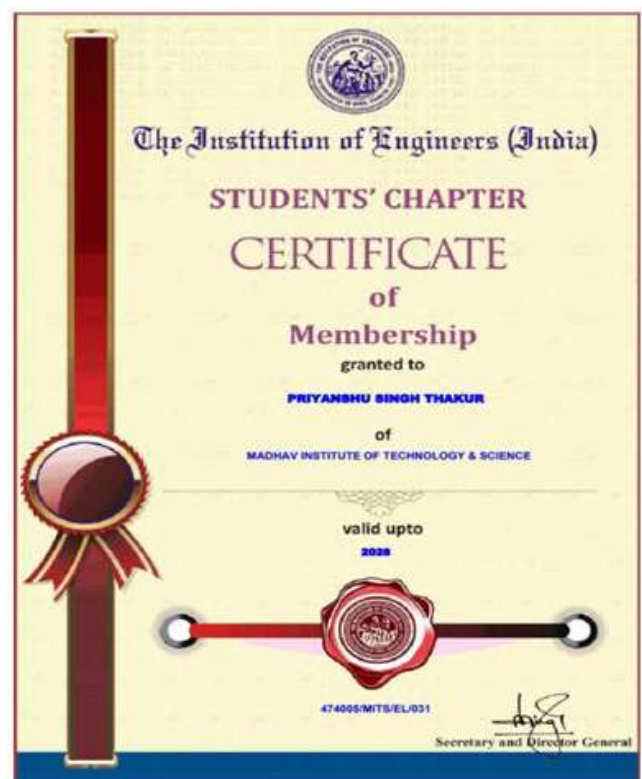 The Institution of Engineers (India)
STUDENTS' CHAPTER
CERTIFICATE
of
Membership
granted to
PRIYANSHU SINGH THAKUR
of
MADHAV INSTITUTE OF TECHNOLOGY & SCIENCE
valid upto
2028
474005/MITS/EL/031
Secretary and Director General